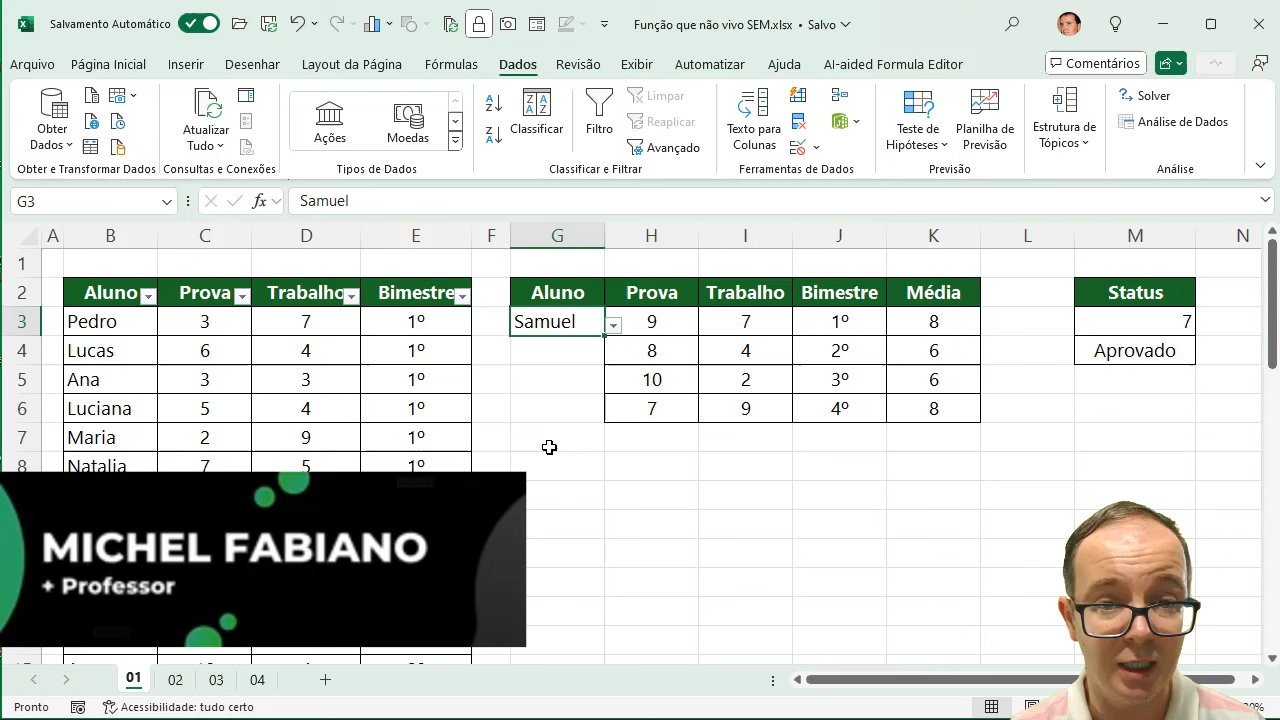 Salvamento Automático
Função que não vivo SEM.xlsx • Salvo
Arquivo Página Inicial Inserir Desenhar Layout da Página Fórmulas Dados Revisão Exibir Automatizar Ajuda AI-aided Formula Editor Comentários
Obter Dados
Atualizar Tudo
Ações
Moedas
Classificar
Filtro
Limpar
Reaplicar
Avançado
Texto para Colunas
Teste de Hipóteses
Planilha de Previsão
Estrutura de Tópicos
Solver
Análise de Dados
Obter e Transformar Dados Consultas e Conexões Tipos de Dados Classificar e Filtrar Ferramentas de Dados Previsão Análise
G3 fx Samuel
A B C D E F G H I J K L M N
1
2 Aluno Prova Trabalho Bimestre Aluno Prova Trabalho Bimestre Média Status
3 Pedro 3 7 1º Samuel 9 7 1º 8 7
4 Lucas 6 4 1º 8 4 2º 6 Aprovado
5 Ana 3 3 1º 10 2 3º 6
6 Luciana 5 4 1º 7 9 4º 8
7 Maria 2 9 1º
8 Natalia 7 5 1º
MICHEL FABIANO
+ Professor
01 02 03 04
Pronto Acessibilidade: tudo certo